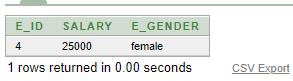 E_ID SALARY E_GENDER
4 25000 female
1 rows returned in 0.00 seconds CSV Export